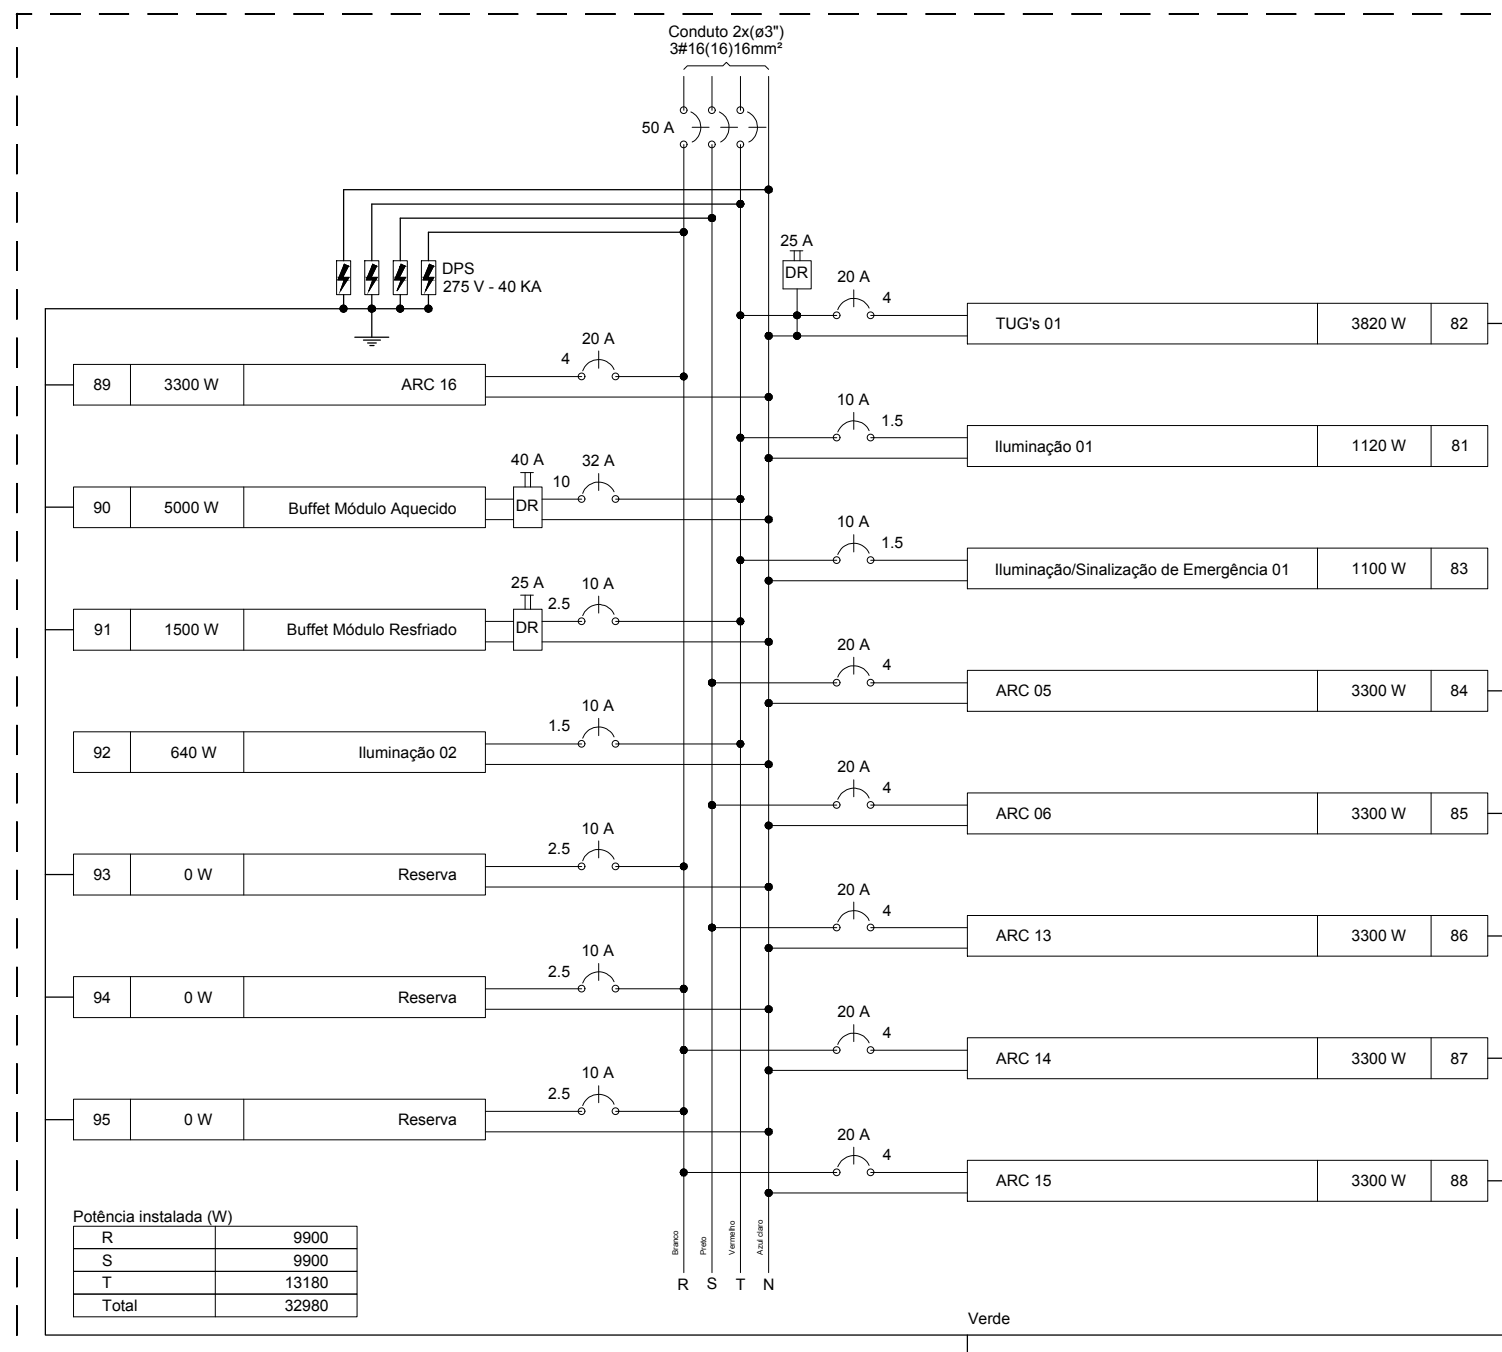 Conduto 2x(ø3")
3#16(16)16mm²
50 A
DPS
275 V - 40 KA
20 A
4
89 3300 W ARC 16
40 A
32 A
10
DR
90 5000 W Buffet Módulo Aquecido
25 A
10 A
2.5
DR
91 1500 W Buffet Módulo Resfriado
10 A
1.5
92 640 W Iluminação 02
10 A
2.5
93 0 W Reserva
10 A
2.5
94 0 W Reserva
10 A
2.5
95 0 W Reserva
25 A
DR
20 A
4
TUG's 01 3820 W 82
10 A
1.5
Iluminação 01 1120 W 81
10 A
1.5
Iluminação/Sinalização de Emergência 01 1100 W 83
20 A
4
ARC 05 3300 W 84
20 A
4
ARC 06 3300 W 85
20 A
4
ARC 13 3300 W 86
20 A
4
ARC 14 3300 W 87
20 A
4
ARC 15 3300 W 88
Potência instalada (W)
R 9900
S 9900
T 13180
Total 32980
Branco
Preto
Vermelho
Azul claro
R S T N
Verde